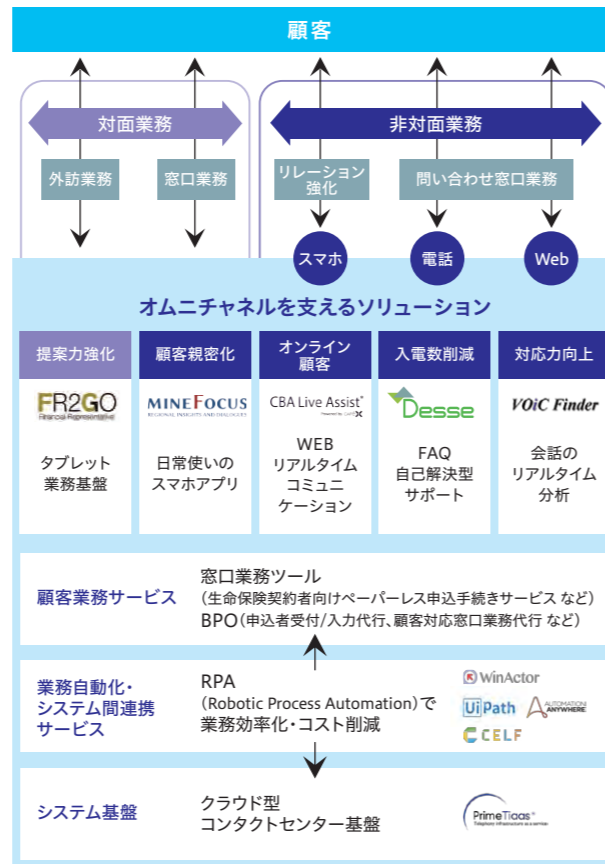 顧客
対面業務
非対面業務
外訪業務
窓口業務
リレーション
強化
問い合わせ窓口業務
スマホ
電話
Web
オムニチャネルを支えるソリューション
提案力強化
顧客親密化
オンライン
顧客
入電数削減
対応力向上
FR2GO
Financial Representative
MINEFOCUS
REGIONAL INSIGHTS AND DIALOGUES
CBA Live Assist
Desse
VOiC Finder
タブレット
業務基盤
日常使いの
スマホアプリ
WEB
リアルタイム
コミュニ
ケーション
FAQ
自己解決型
サポート
会話の
リアルタイム
分析
顧客業務サービス
窓口業務ツール
(生命保険契約者向けペーパーレス申込手続きサービス など)
BPO(申込者受付/入力代行、顧客対応窓口業務代行 など)
業務自動化・
システム間連携
サービス
RPA
(Robotic Process Automation)で
業務効率化・コスト削減
WinActor
UiPath
AUTOMATION
ANYWHERE
CELF
システム基盤
クラウド型
コンタクトセンター基盤
PrimeTiaas
Telephony infrastructure as a service